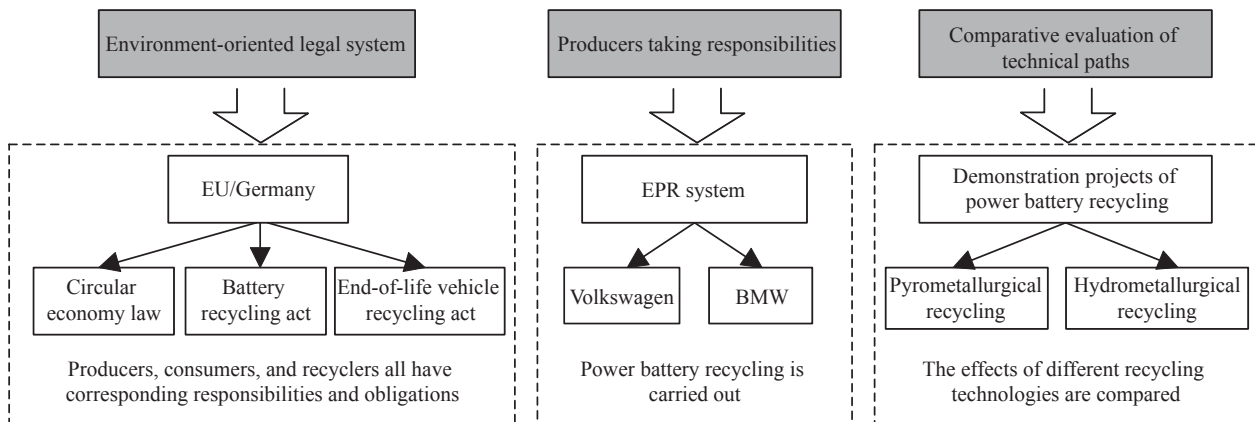 Environment-oriented legal system
EU/Germany
Circular
economy law
Battery
recycling act
End-of-life vehicle
recycling act
Producers, consumers, and recyclers all have
corresponding responsibilities and obligations
Producers taking responsibilities
EPR system
Volkswagen
BMW
Power battery recycling is
carried out
Comparative evaluation of
technical paths
Demonstration projects of
power battery recycling
Pyrometallurgical
recycling
Hydrometallurgical
recycling
The effects of different recycling
technologies are compared